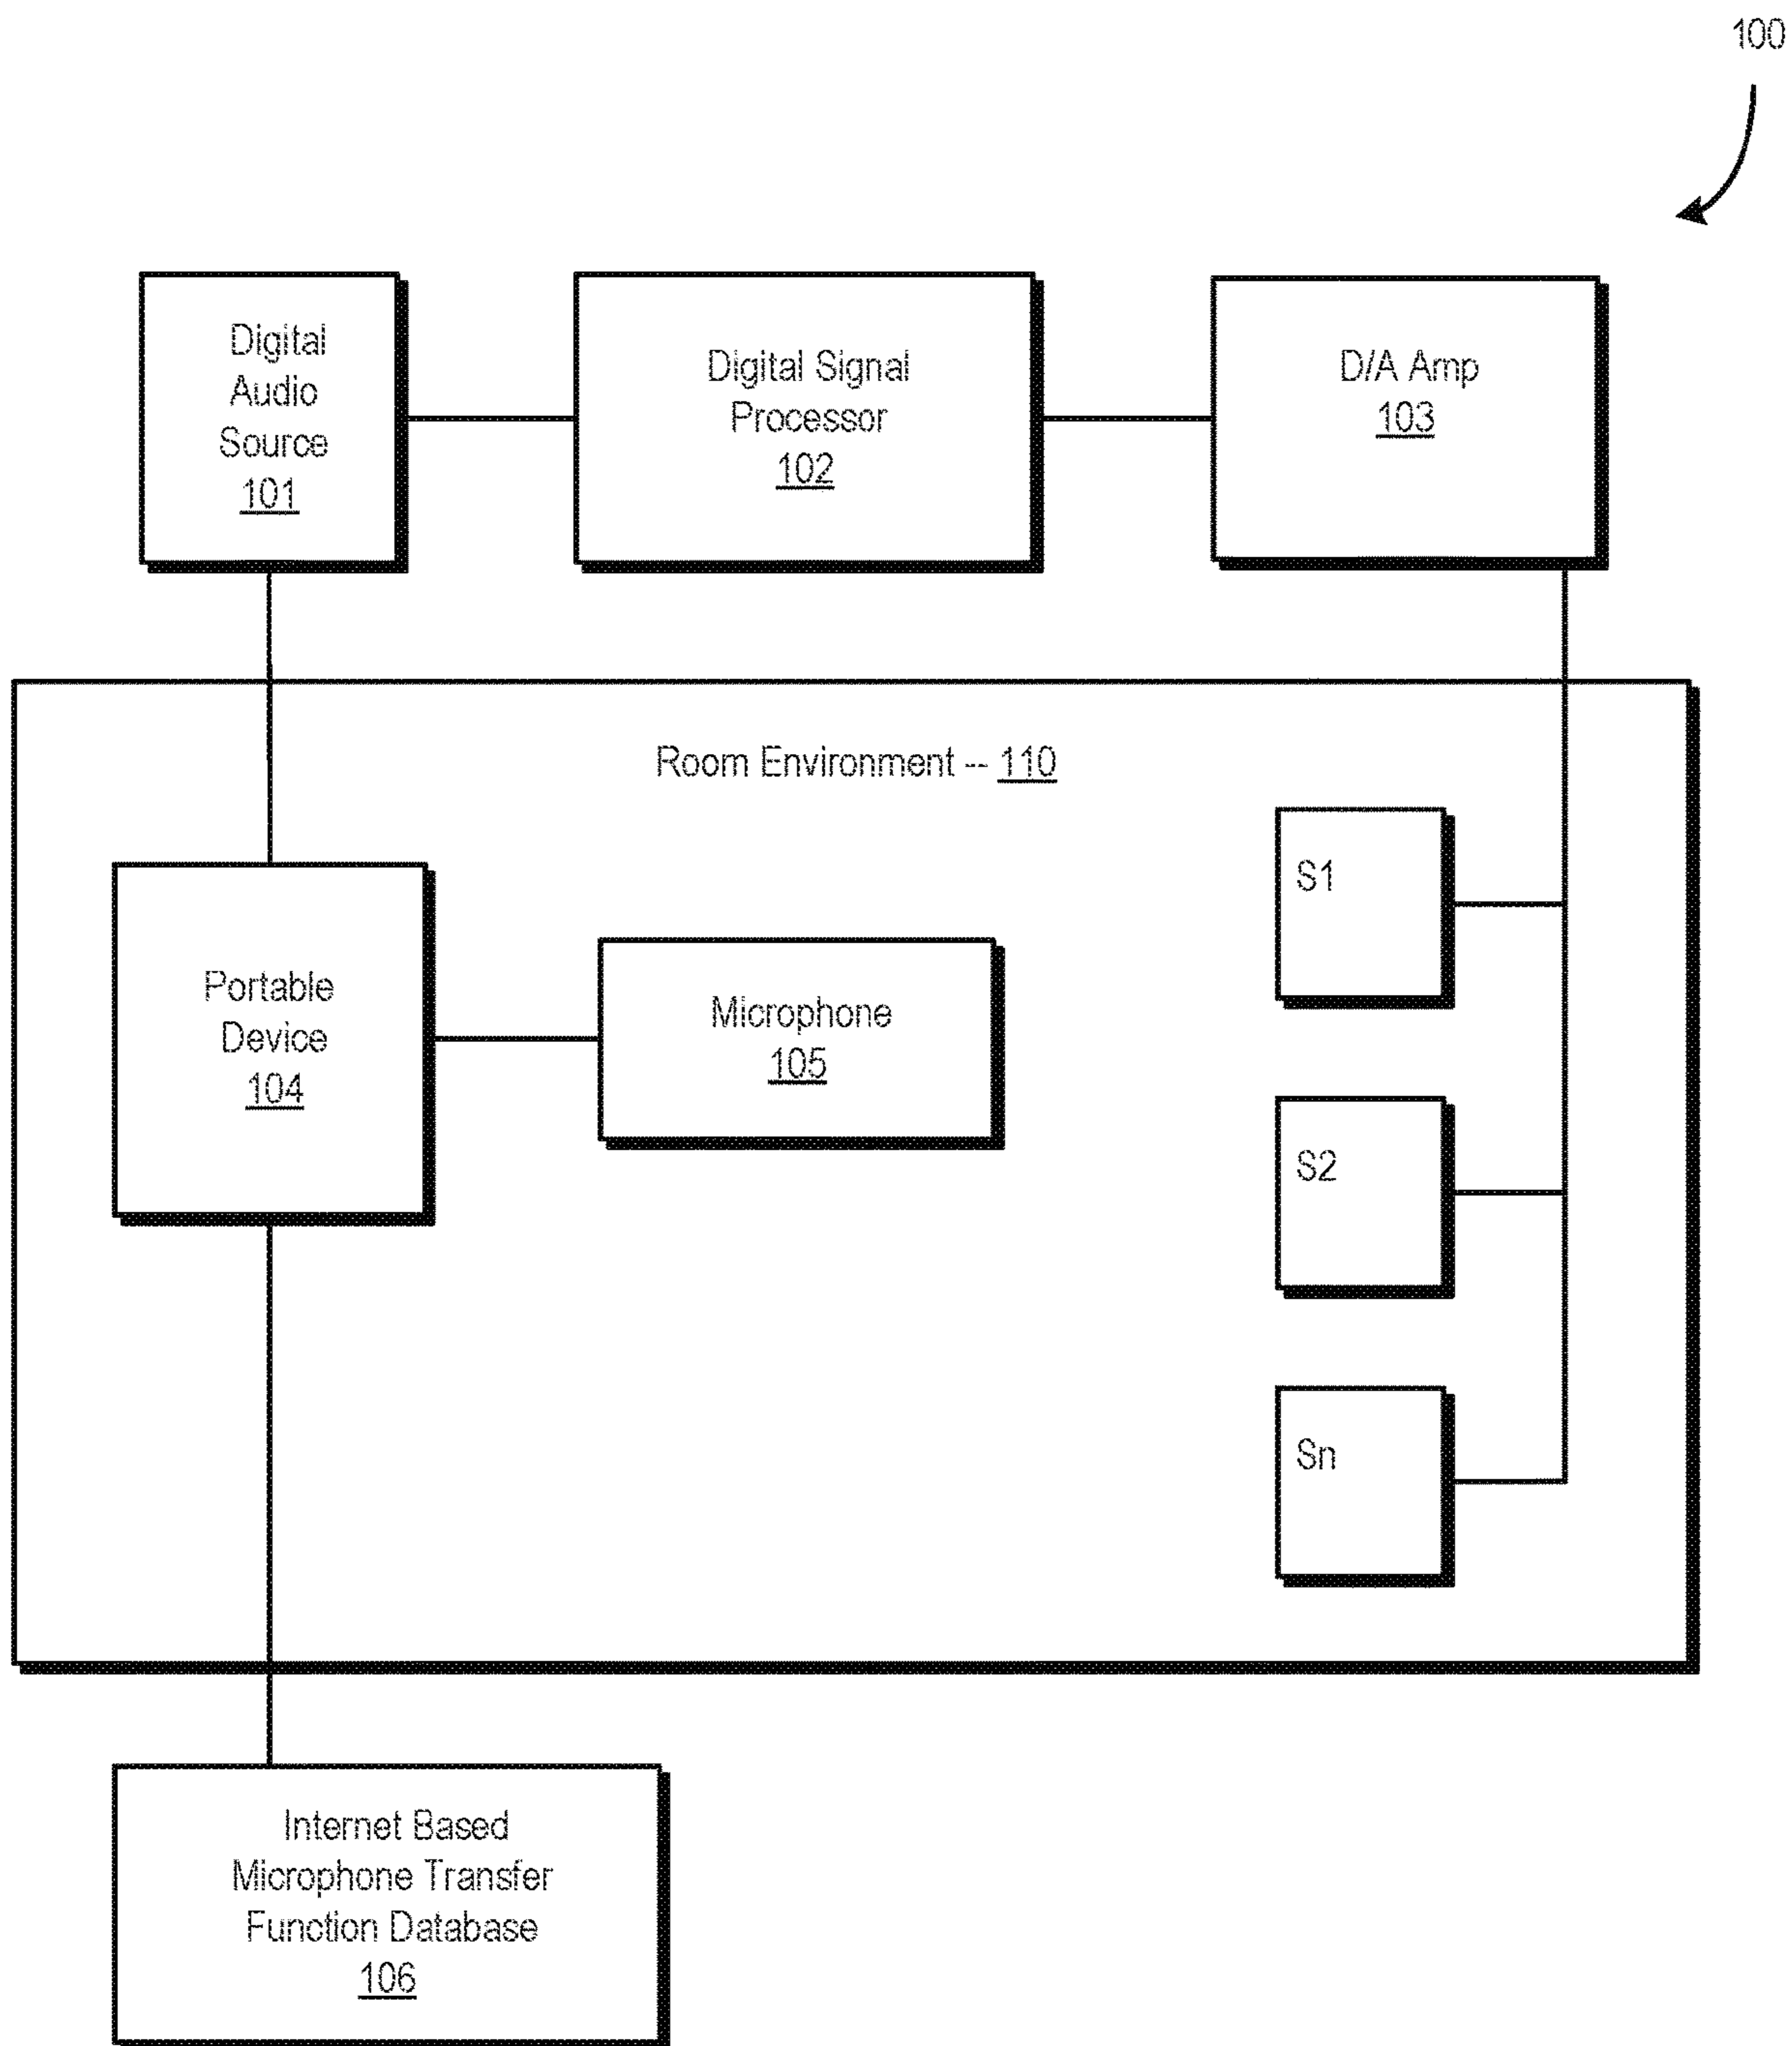 100
Digital
Audio
Source
101
Digital Signal
Processor
102
D/A Amp
103
Room Environment -- 110
S1
Portable
Device
104
Microphone
105
S2
Sn
Internet Based
Microphone Transfer
Function Database
106